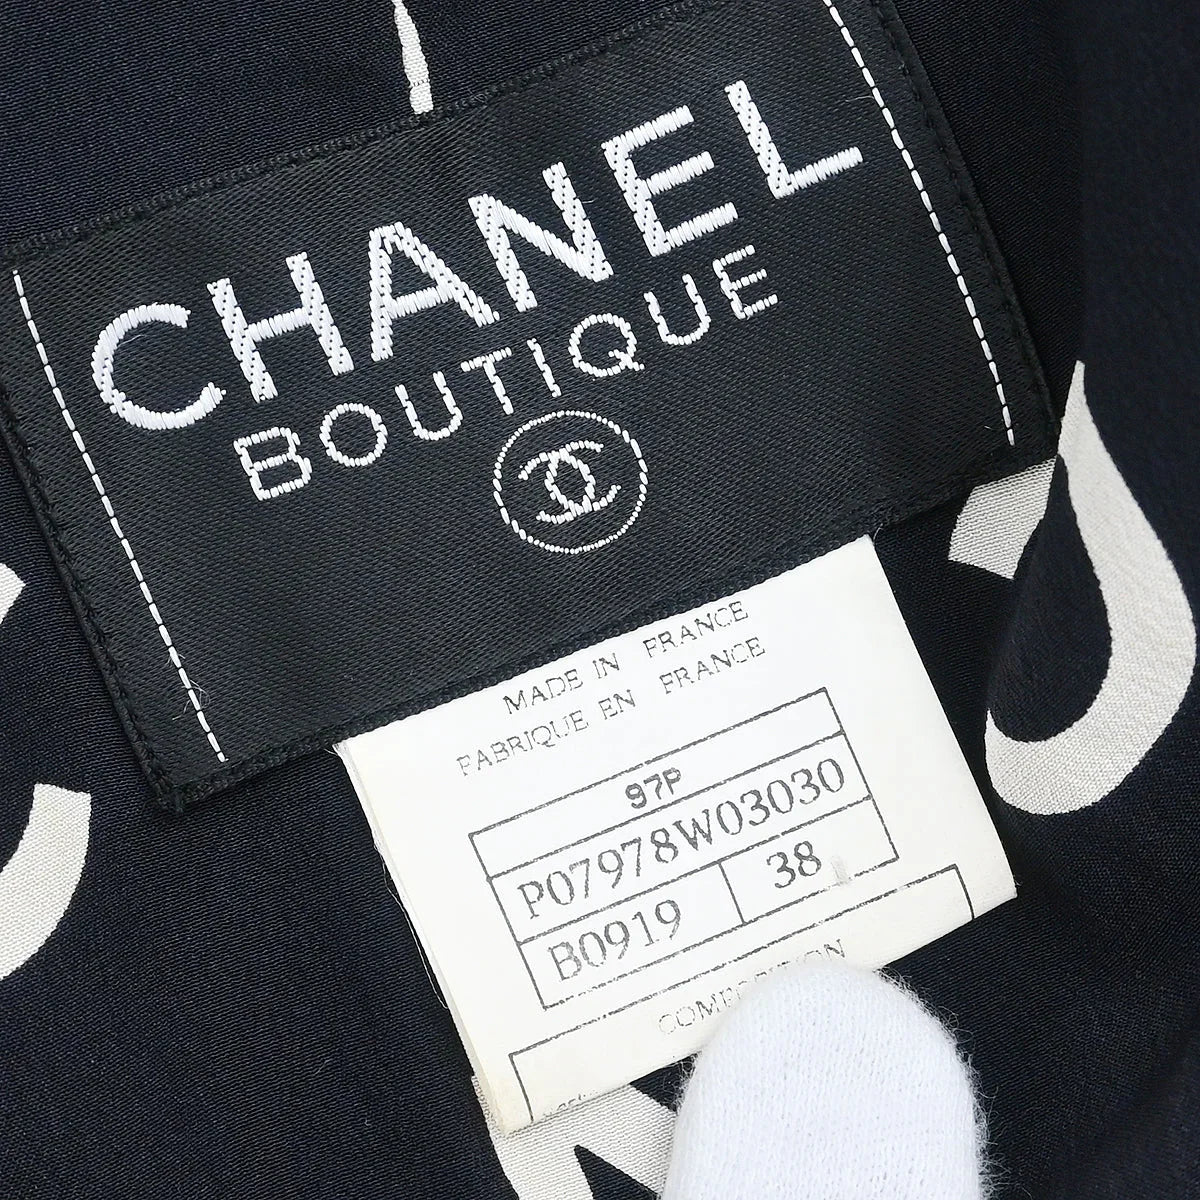 CHANEL
BOUTIQUE
MADE IN FRANCE
FABRIQUE EN FRANCE
97P
P07978W03030
B0919 38